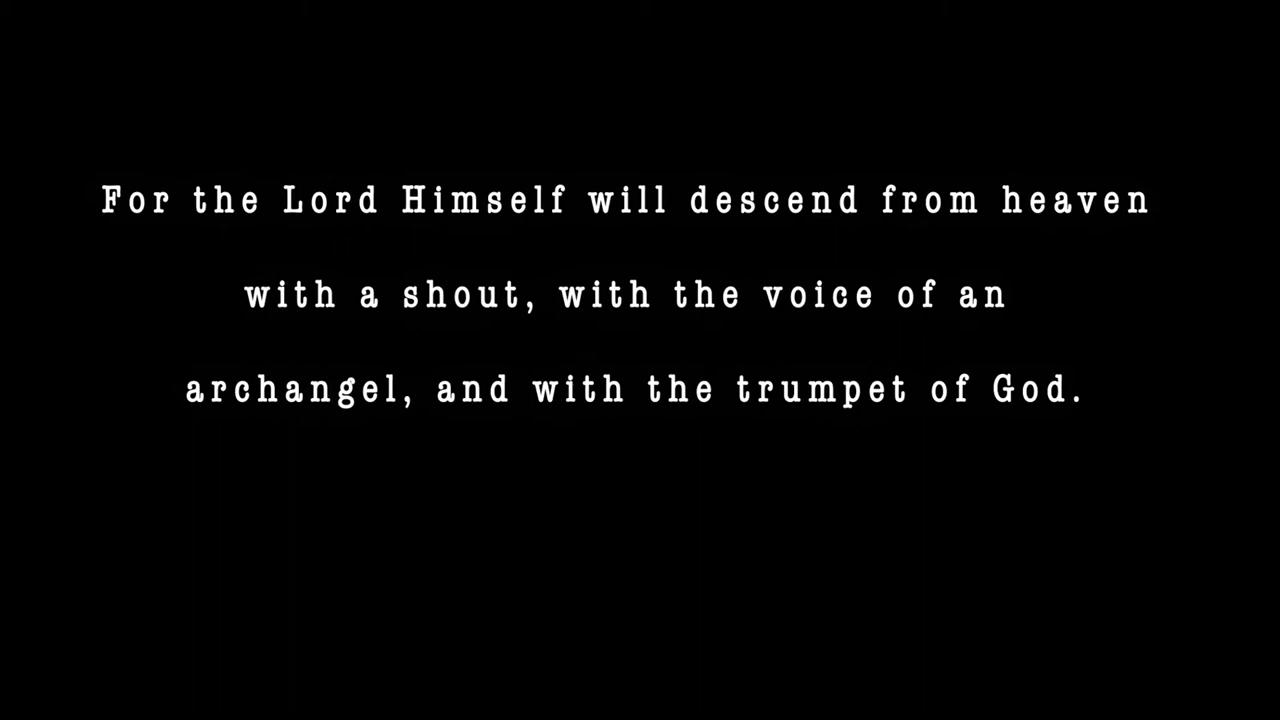 For the Lord Himself will descend from heaven
with a shout, with the voice of an
archangel, and with the trumpet of God.